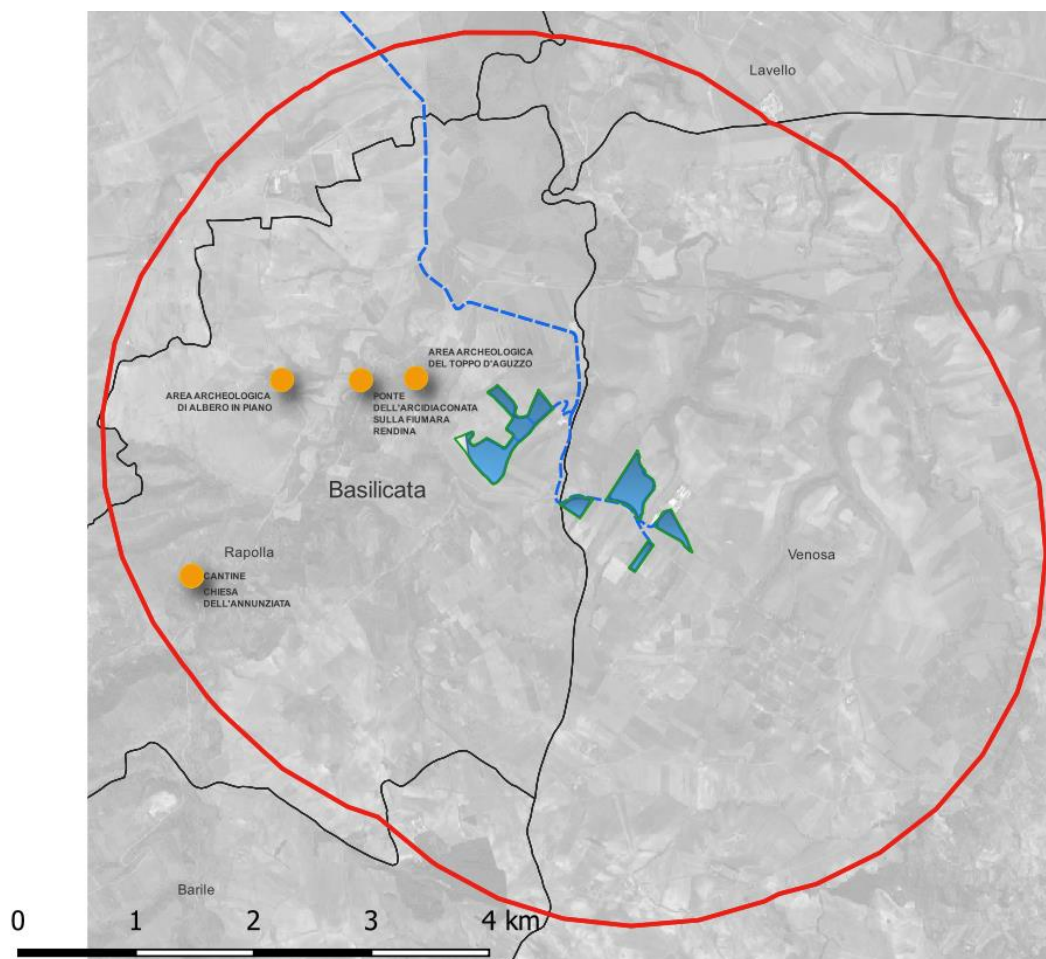 Lavello
AREA ARCHEOLOGICA
DEL TOPPO D'AGUZZO
AREA ARCHEOLOGICA
DI ALBERO IN PIANO
PONTE
DELL'ARCIDIACONATA
SULLA FIUMARA
RENDINA
Basilicata
Rapolla
Venosa
CANTINE
CHIESA
DELL'ANNUNZIATA
Barile
0 1 2 3 4 km